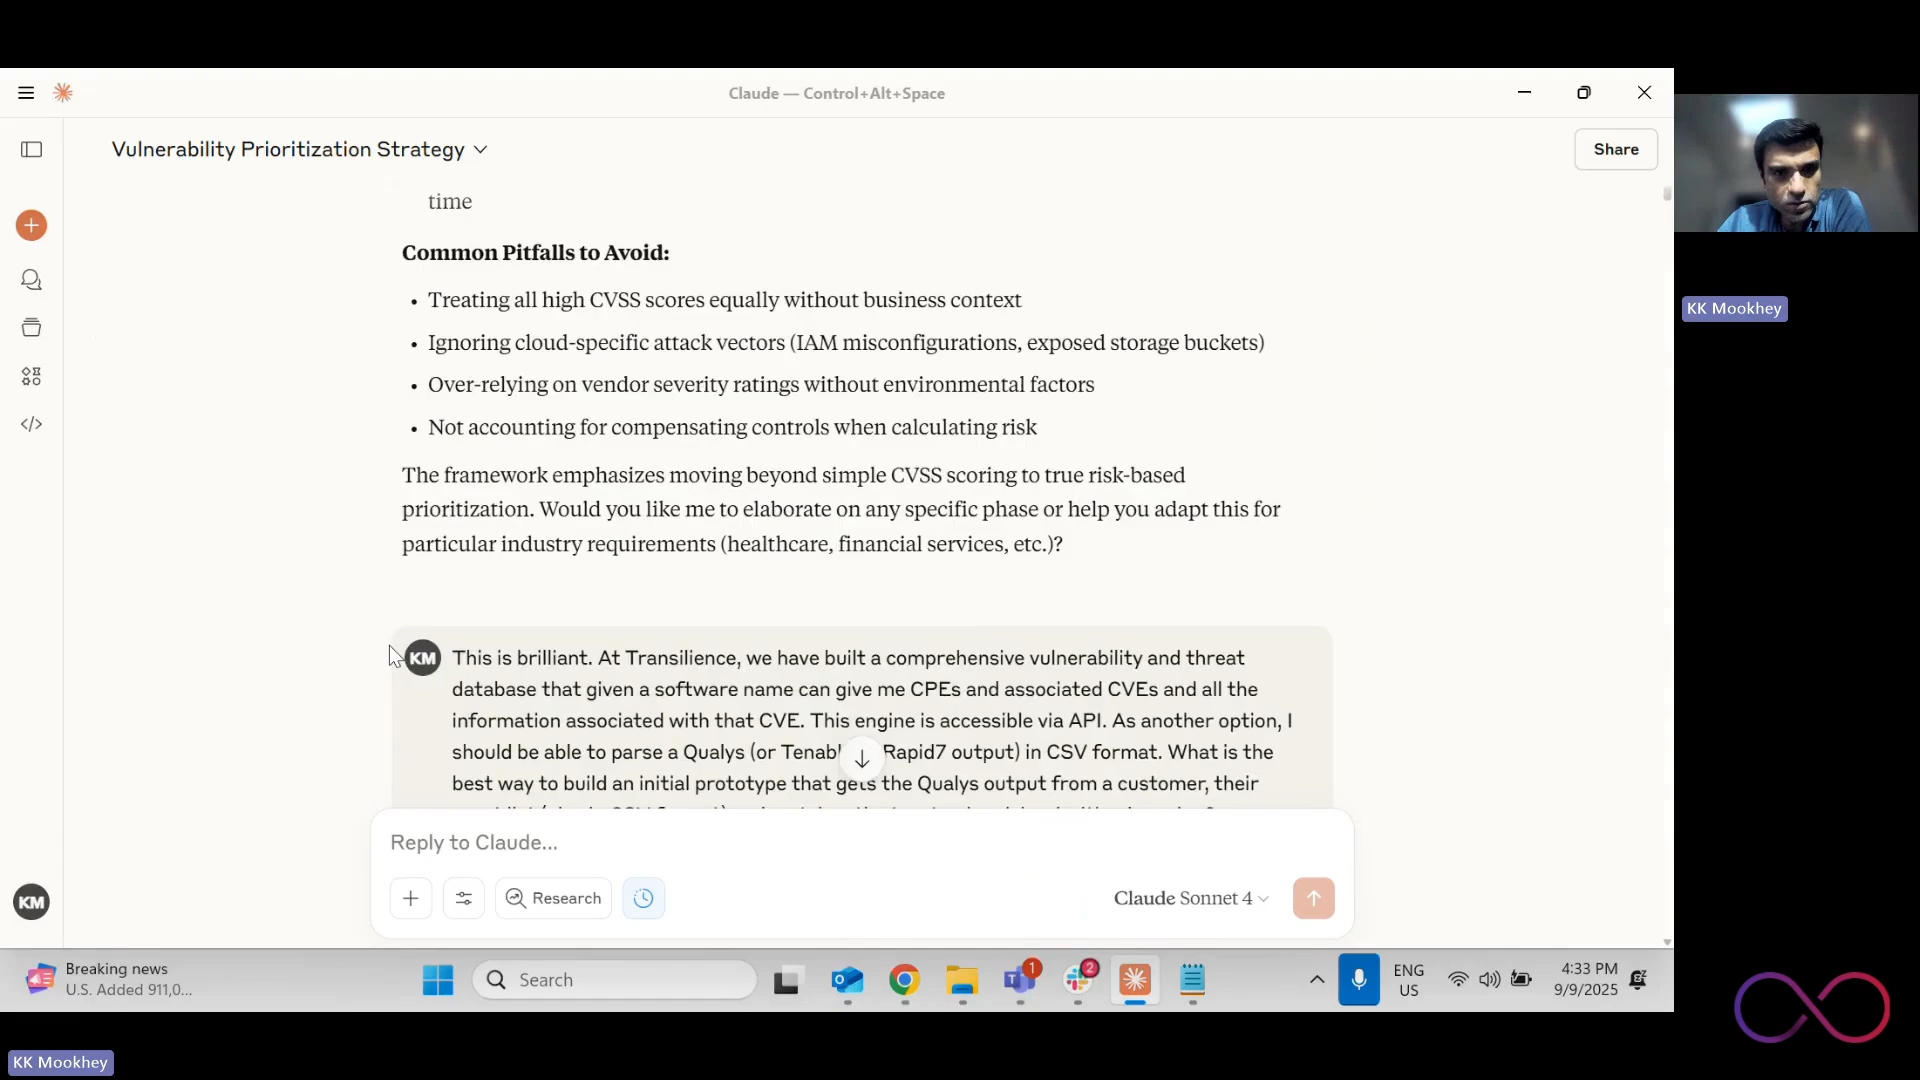 Claude — Control+Alt+Space
Vulnerability Prioritization Strategy
Share
time
Common Pitfalls to Avoid:
• Treating all high CVSS scores equally without business context
• Ignoring cloud-specific attack vectors (IAM misconfigurations, exposed storage buckets)
• Over-relying on vendor severity ratings without environmental factors
• Not accounting for compensating controls when calculating risk
The framework emphasizes moving beyond simple CVSS scoring to true risk-based
prioritization. Would you like me to elaborate on any specific phase or help you adapt this for
particular industry requirements (healthcare, financial services, etc.)?
KM
This is brilliant. At Transilience, we have built a comprehensive vulnerability and threat
database that given a software name can give me CPEs and associated CVEs and all the
information associated with that CVE. This engine is accessible via API. As another option, I
should be able to parse a Qualys (or Rapid7 output) in CSV format. What is the
best way to build an initial prototype that gets the Qualys output from a customer, their
Reply to Claude...
Research
Claude Sonnet 4
KM
KK Mookhey
Breaking news
U.S. Added 911,0...
Search
1
2
ENG
US
4:33 PM
9/9/2025
KK Mookhey